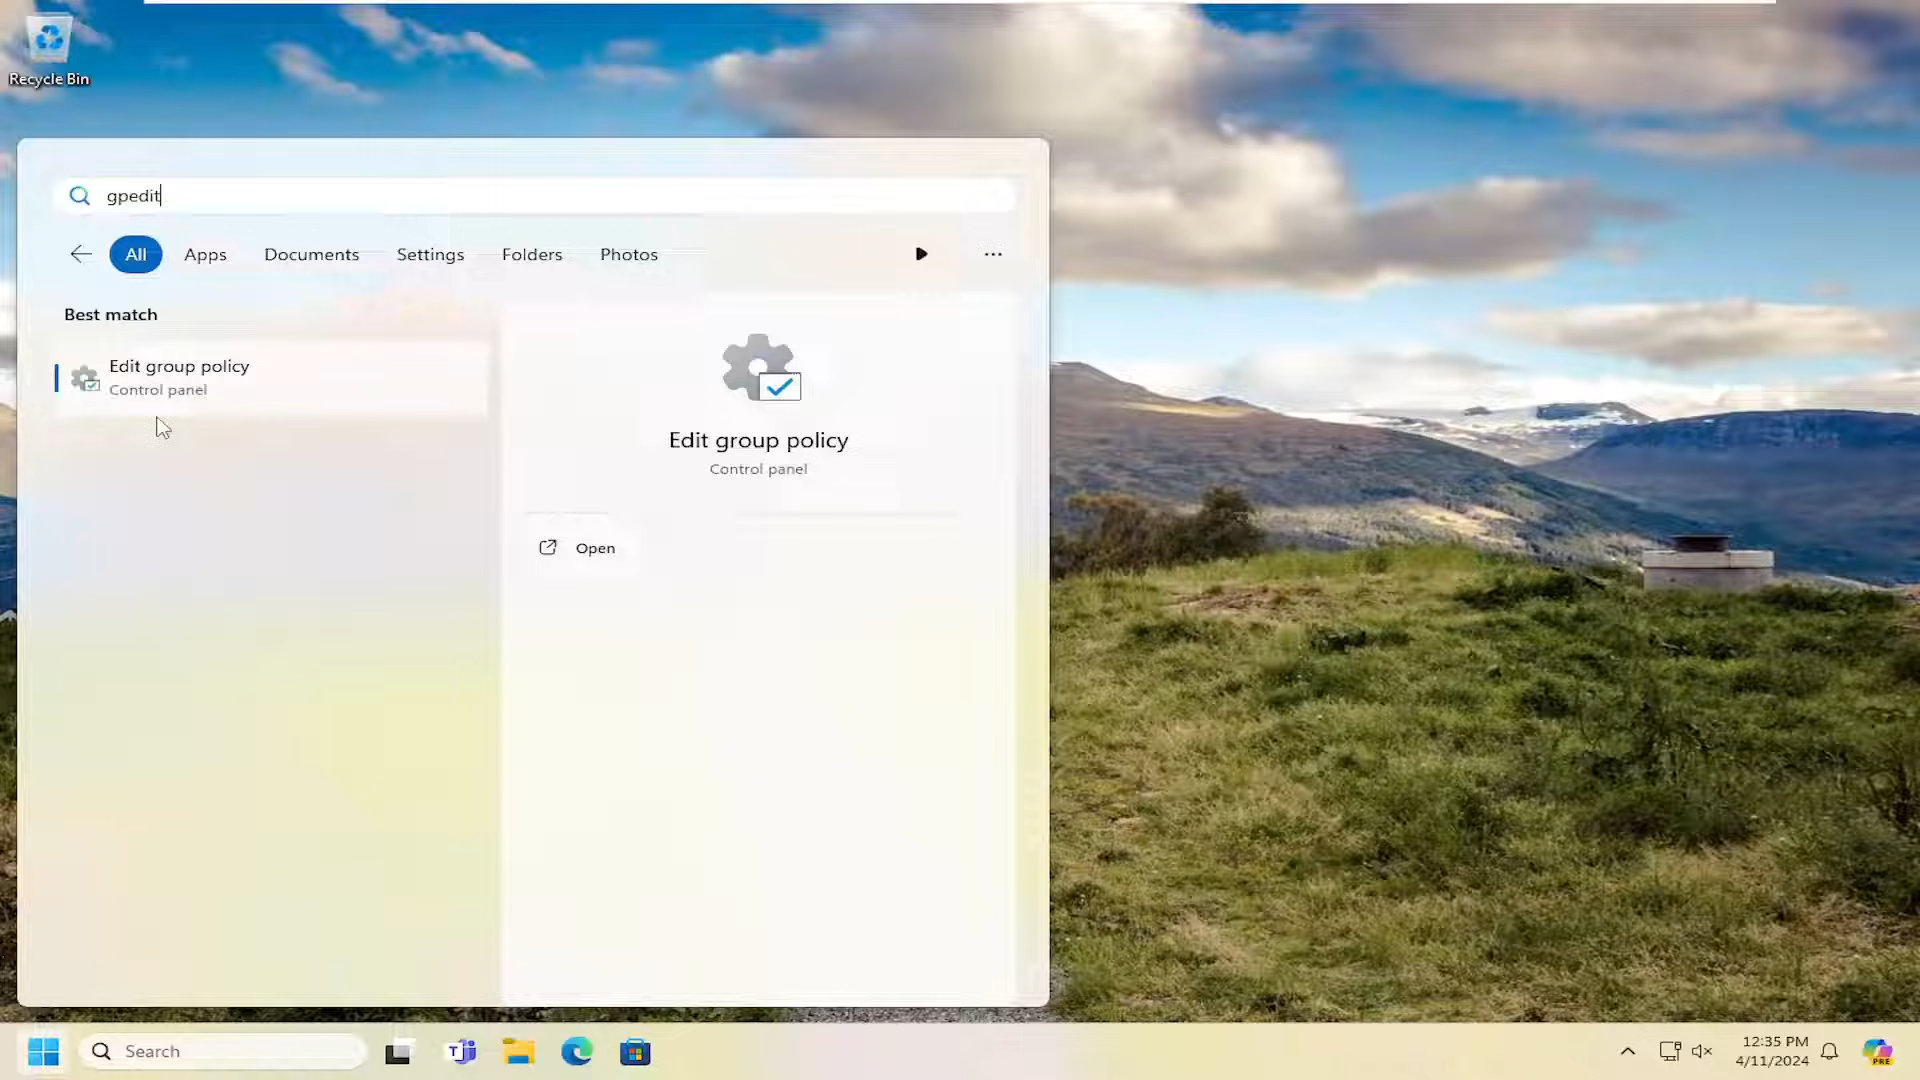 Recycle Bin
gpedit
All
Apps
Documents
Settings
Folders
Photos
Best match
Edit group policy
Control panel
Edit group policy
Control panel
Open
Search
12:35 PM
4/11/2024
PRE